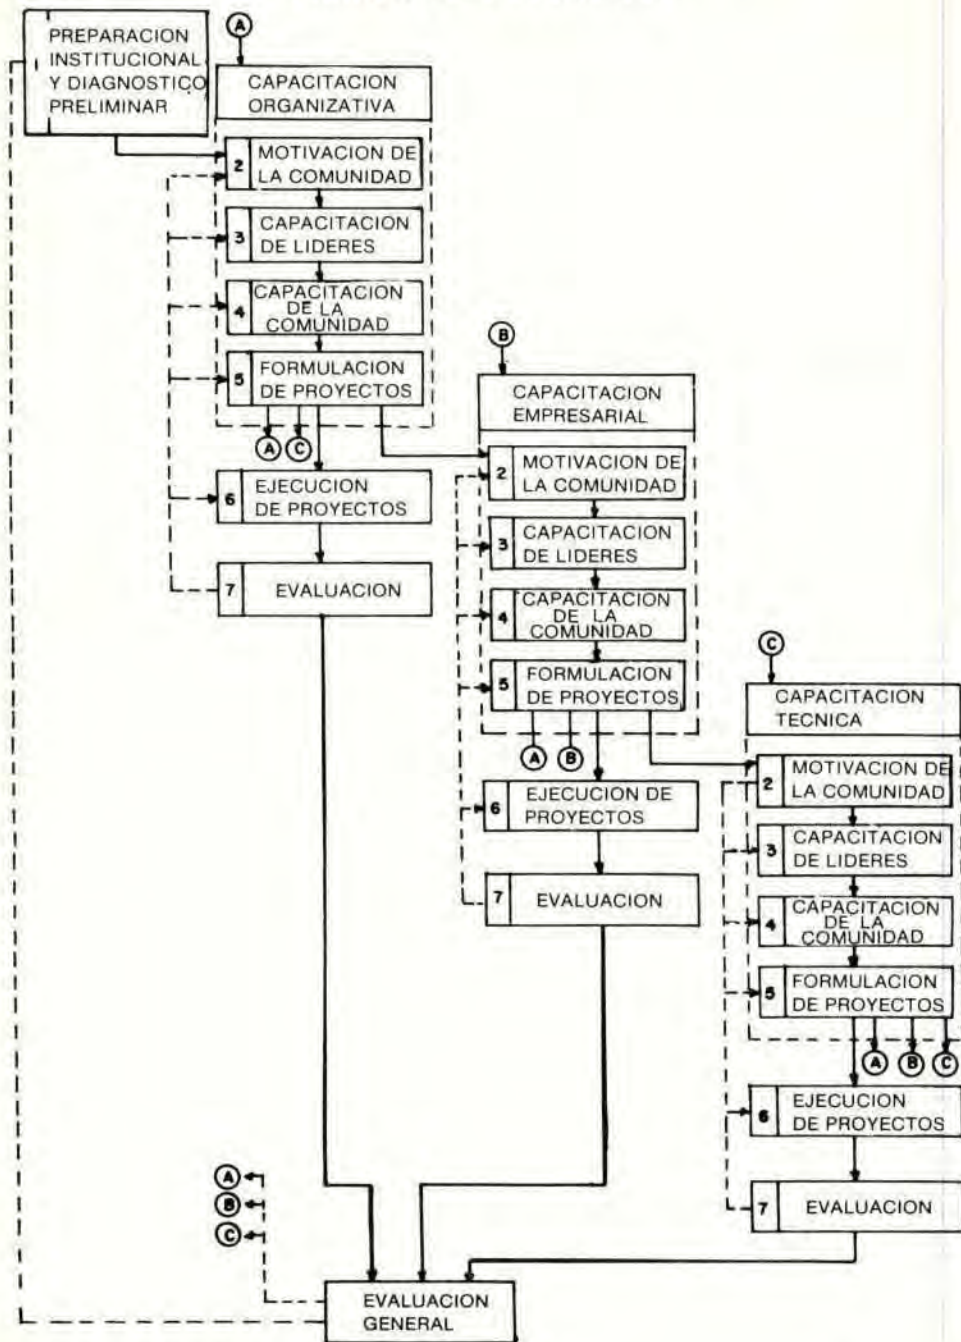 PREPARACION
INSTITUCIONAL
Y DIAGNOSTICO
PRELIMINAR
A
CAPACITACION
ORGANIZATIVA
2 MOTIVACION DE
LA COMUNIDAD
3 CAPACITACION
DE LIDERES
4 CAPACITACION
DE LA
COMUNIDAD
5 FORMULACION
DE PROYECTOS
A C
6 EJECUCION
DE PROYECTOS
7 EVALUACION
B
CAPACITACION
EMPRESARIAL
2 MOTIVACION DE
LA COMUNIDAD
3 CAPACITACION
DE LIDERES
4 CAPACITACION
DE LA
COMUNIDAD
5 FORMULACION
DE PROYECTOS
A B
6 EJECUCION DE
PROYECTOS
7 EVALUACION
C
CAPACITACION
TECNICA
2 MOTIVACION DE
LA COMUNIDAD
3 CAPACITACION
DE LIDERES
4 CAPACITACION
DE LA
COMUNIDAD
5 FORMULACION
DE PROYECTOS
A B C
6 EJECUCION
DE PROYECTOS
7 EVALUACION
A
B
C
EVALUACION
GENERAL